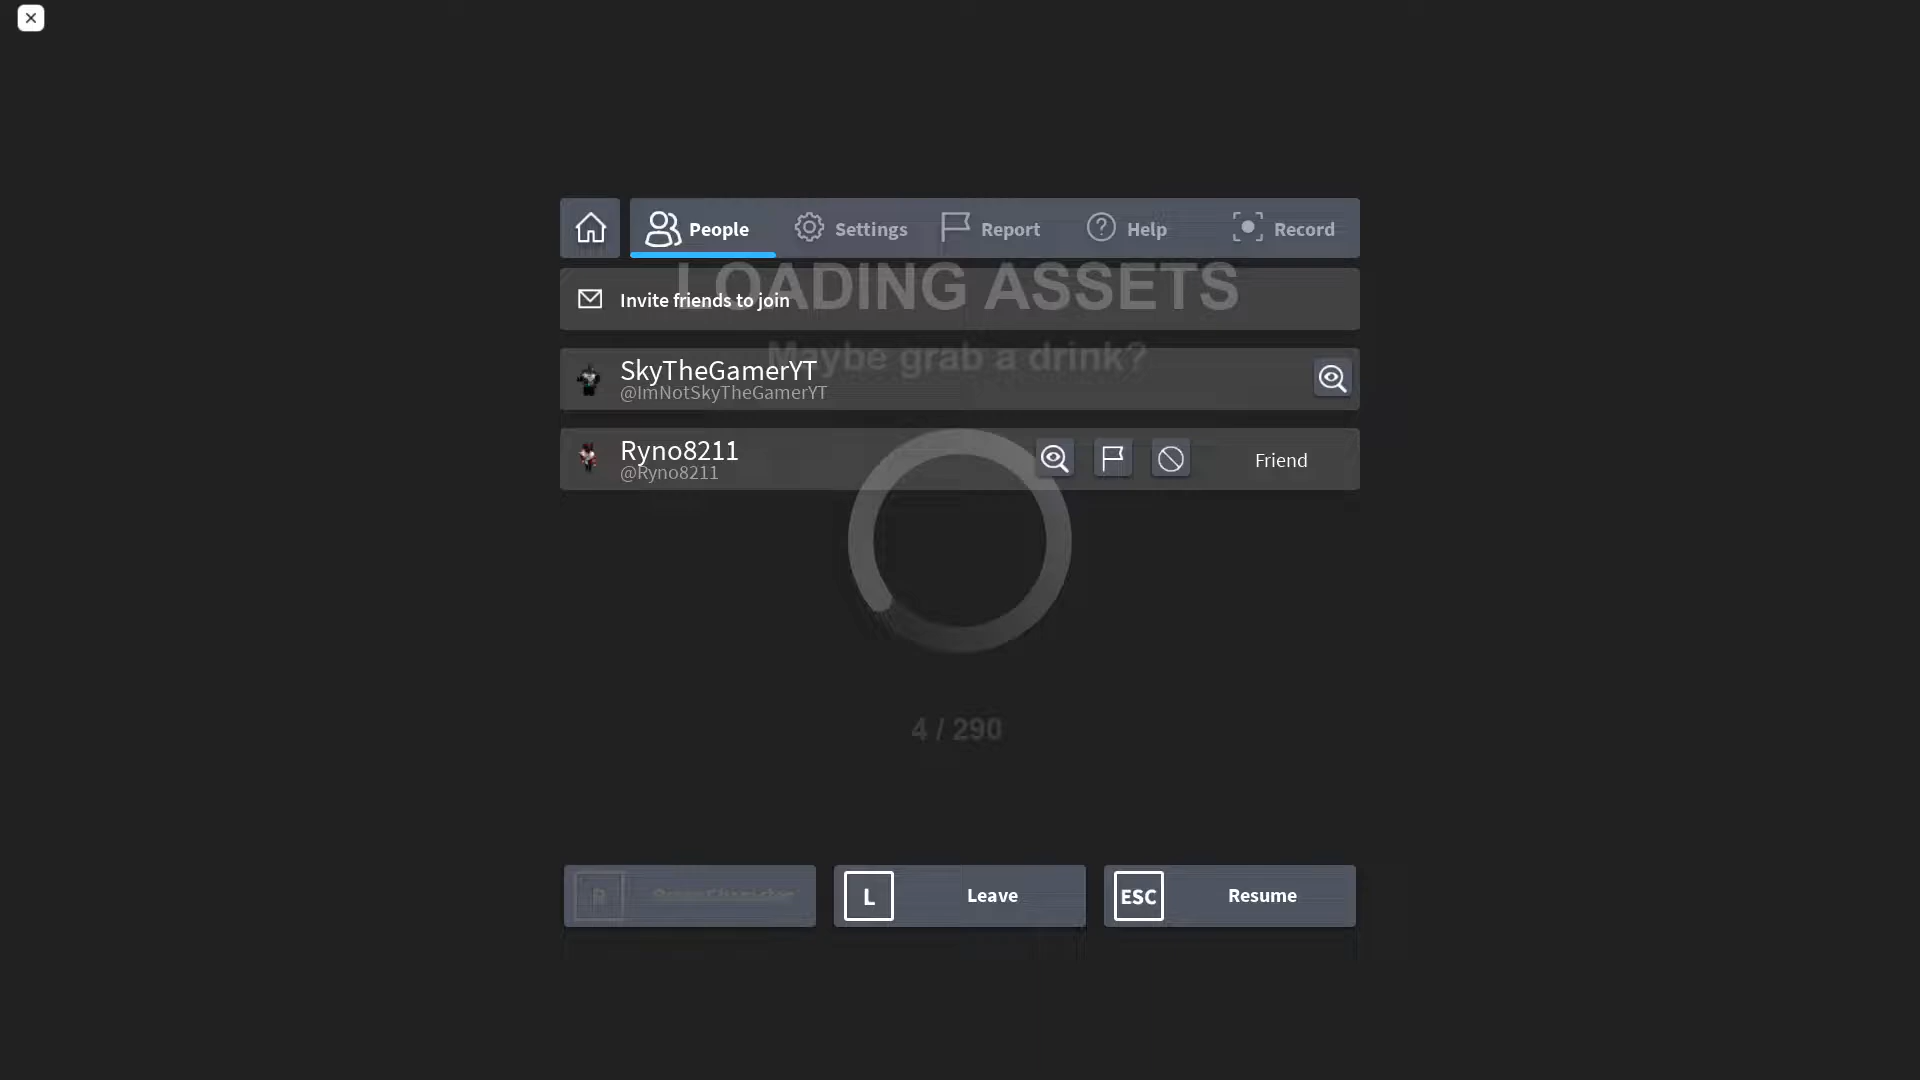 People
Settings
Report
Help
Record
LOADING ASSETS
Invite friends to join
Maybe grab a drink?
SkyTheGamerYT
@ImNotSkyTheGamerYT
Ryno8211
@Ryno8211
Friend
4 / 290
R
L
Leave
ESC
Resume